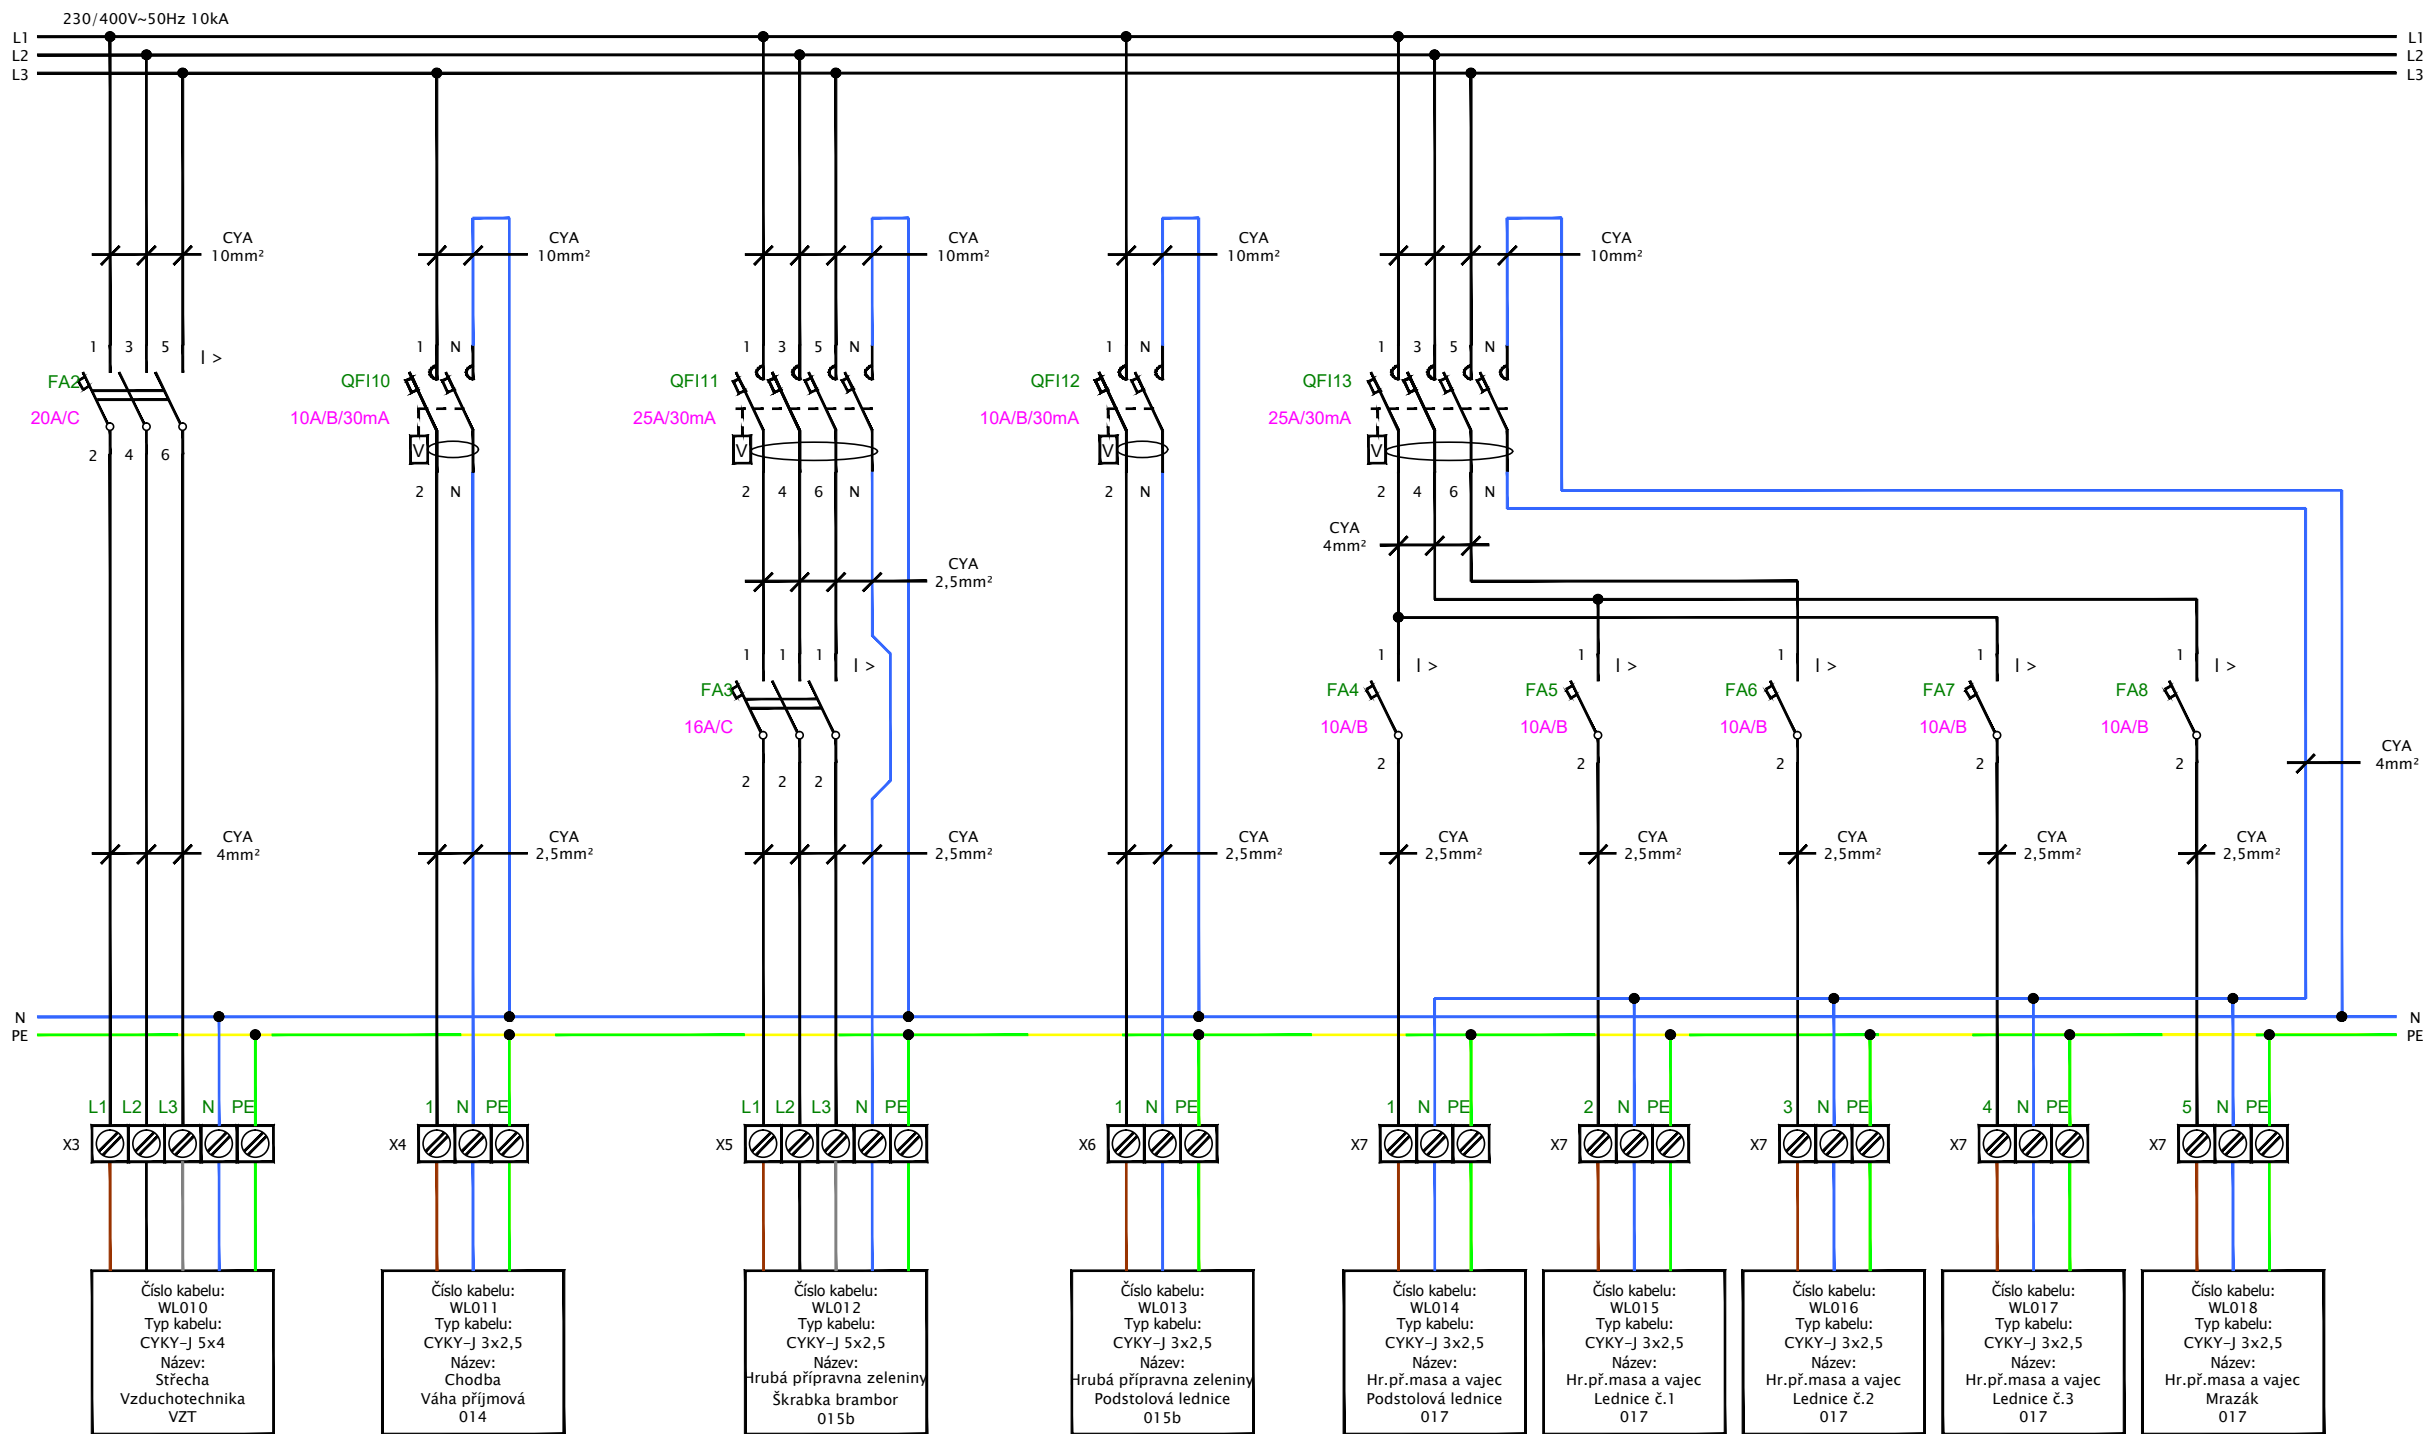 230/400V~50Hz 10kA
L1 L1
L2 L2
L3 L3
CYA CYA CYA CYA CYA
10mm² 10mm² 10mm² 10mm² 10mm²
1 3 5 I > 1 N 1 3 5 N 1 N 1 3 5 N
FA2 QFI10 QFI11 QFI12 QFI13
20A/C 10A/B/30mA 25A/30mA 10A/B/30mA 25A/30mA
V V V V
2 4 6
2 N 2 4 6 N 2 N 2 4 6 N
CYA
4mm²
CYA
2,5mm²
1 1 1 I > 1 I > 1 I > 1 I > 1 I > 1 I >
FA3 FA4 FA5 FA6 FA7 FA8
16A/C 10A/B 10A/B 10A/B 10A/B 10A/B
2 2 2 2 2 2 2 2
CYA
4mm²
CYA CYA CYA CYA CYA CYA CYA CYA CYA
4mm² 2,5mm² 2,5mm² 2,5mm² 2,5mm² 2,5mm² 2,5mm² 2,5mm² 2,5mm²
N N
PE PE
L1 L2 L3 N PE 1 N PE L1 L2 L3 N PE 1 N PE 1 N PE 2 N PE 3 N PE 4 N PE 5 N PE
X3 X4 X5 X6 X7 X7 X7 X7 X7
Číslo kabelu:
WL010
Typ kabelu:
CYKY-J 5x4
Název:
Střecha
Vzduchotechnika
VZT
Číslo kabelu:
WL011
Typ kabelu:
CYKY-J 3x2,5
Název:
Chodba
Váha příjmová
014
Číslo kabelu:
WL012
Typ kabelu:
CYKY-J 5x2,5
Název:
Hrubá přípravna zeleniny
Škrabka brambor
015b
Číslo kabelu:
WL013
Typ kabelu:
CYKY-J 3x2,5
Název:
Hrubá přípravna zeleniny
Podstolová lednice
015b
Číslo kabelu:
WL014
Typ kabelu:
CYKY-J 3x2,5
Název:
Hr.př.masa a vajec
Podstolová lednice
017
Číslo kabelu:
WL015
Typ kabelu:
CYKY-J 3x2,5
Název:
Hr.př.masa a vajec
Lednice č.1
017
Číslo kabelu:
WL016
Typ kabelu:
CYKY-J 3x2,5
Název:
Hr.př.masa a vajec
Lednice č.2
017
Číslo kabelu:
WL017
Typ kabelu:
CYKY-J 3x2,5
Název:
Hr.př.masa a vajec
Lednice č.3
017
Číslo kabelu:
WL018
Typ kabelu:
CYKY-J 3x2,5
Název:
Hr.př.masa a vajec
Mrazák
017